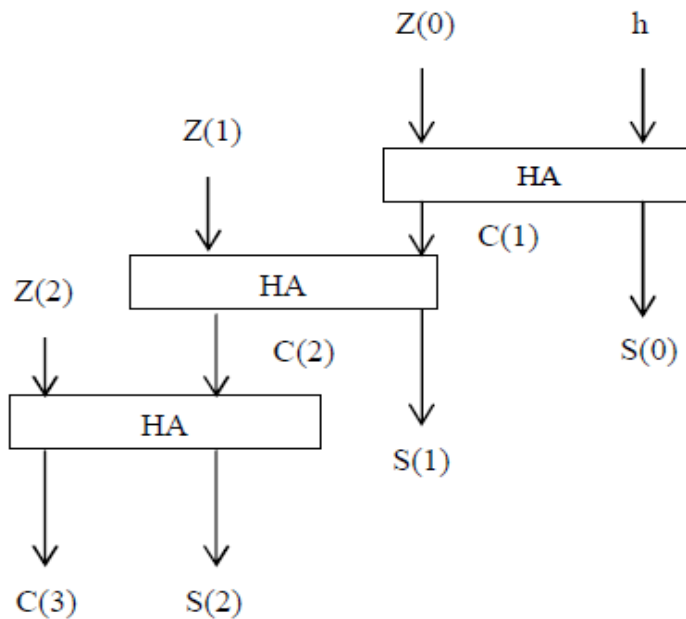 Z(0) h
Z(1)
HA
C(1)
Z(2)
HA
C(2)
S(0)
HA
S(1)
C(3) S(2)